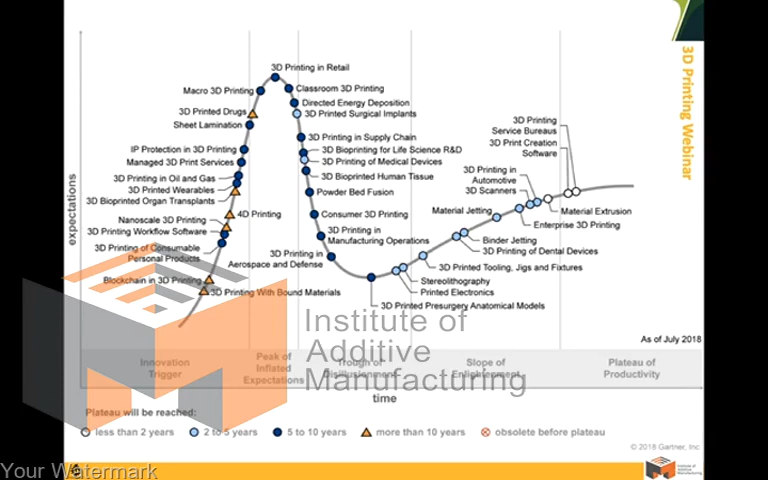 3D Printing Webinar
expectations
3D Printing in Retail
Macro 3D Printing
Classroom 3D Printing
Directed Energy Deposition
3D Printed Drugs
3D Printed Surgical Implants
Sheet Lamination
3D Printing in Supply Chain
IP Protection in 3D Printing
3D Bioprinting for Life Science R&D
Managed 3D Print Services
3D Printing of Medical Devices
3D Printing in Oil and Gas
3D Bioprinted Human Tissue
3D Printed Wearables
Powder Bed Fusion
3D Bioprinted Organ Transplants
Nanoscale 3D Printing
4D Printing
Consumer 3D Printing
3D Printing Workflow Software
3D Printing in
Manufacturing Operations
3D Printing of Consumable
Personal Products
3D Printing in
Aerospace and Defense
Blockchain in 3D Printing
3D Printing With Bound Materials
3D Printing
Service Bureaus
3D Print Creation
Software
3D Printing in
Automotive
3D Scanners
Material Jetting
Material Extrusion
Enterprise 3D Printing
Binder Jetting
3D Printing of Dental Devices
3D Printed Tooling, Jigs and Fixtures
Stereolithography
Printed Electronics
3D Printed Presurgery Anatomical Models
As of July 2018
Innovation
Trigger
Peak of
Inflated
Expectations
Trough of
Disillusionment
Slope of
Enlightenment
Plateau of
Productivity
time
Institute of
Additive
Manufacturing
Plateau will be reached:
less than 2 years
2 to 5 years
5 to 10 years
more than 10 years
obsolete before plateau
© 2018 Gartner, Inc.
Your Watermark
Institute of
Additive
Manufacturing